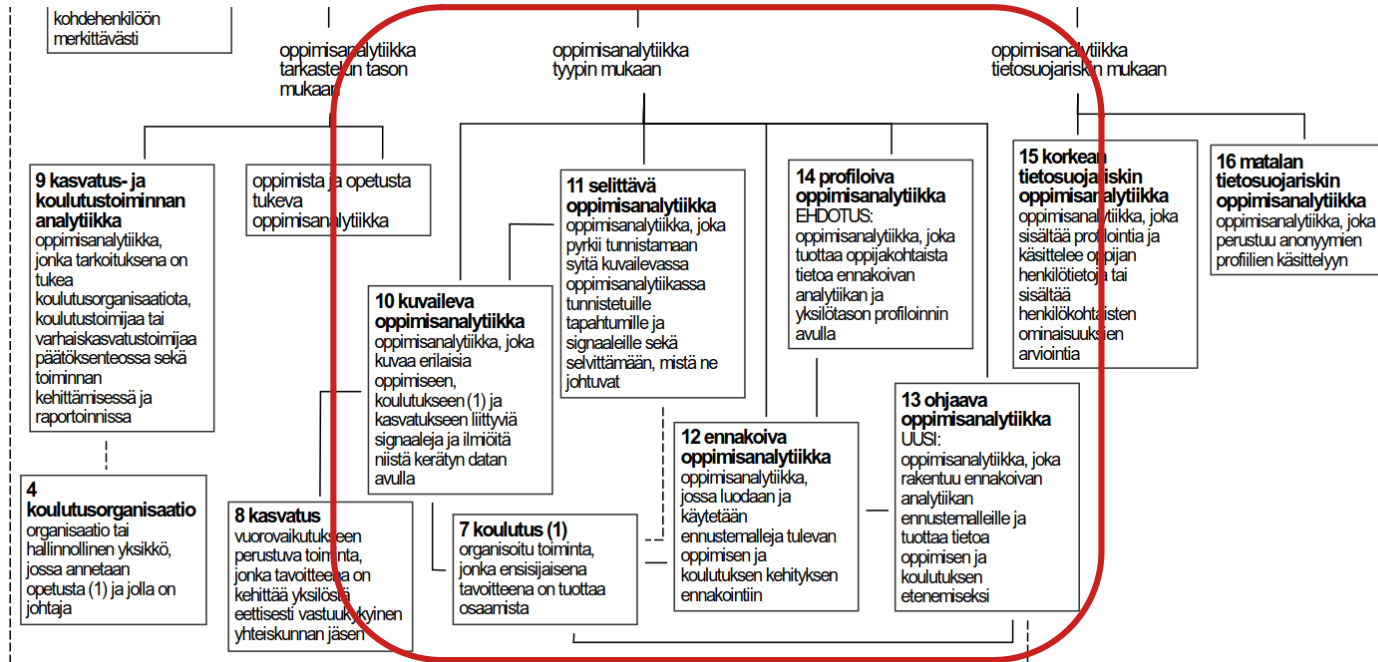 kohdehenkilöön
merkittävästi
oppimisanalytiikka
tarkastelun tason
mukaan
oppimisanalytiikka
tyypin mukaan
oppimisanalytiikka
tietosuojariskin mukaan
9 kasvatus- ja
koulutustoiminnan
analytiikka
oppimisanalytiikka,
jonka tarkoituksena on
tukea
koulutusorganisaatiota,
koulutustoimijaa tai
varhaiskasvatustoimijaa
päätöksenteossa sekä
toiminnan
kehittämisessä ja
raportoinnissa
oppimista ja opetusta
tukeva
oppimisanalytiikka
11 selittävä
oppimisanalytiikka
oppimisanalytiikka, joka
pyrkii tunnistamaan
syitä kuvailevassa
oppimisanalytiikassa
tunnistetuille
tapahtumille ja
signaaleille sekä
selvittämään, mistä ne
johtuvat
14 profiloiva
oppimisanalytiikka
EHDOTUS:
oppimisanalytiikka, joka
tuottaa oppijakohtaista
tietoa ennakoivan
analytiikan ja
yksilötason profiloinnin
avulla
15 korkean
tietosuojariskin
oppimisanalytiikka
oppimisanalytiikka, joka
sisältää profilointia ja
käsittelee oppijan
henkilötietoja tai
sisältää
henkilökohtaisten
ominaisuuksien
arviointia
16 matalan
tietosuojariskin
oppimisanalytiikka
oppimisanalytiikka, joka
perustuu anonyymien
profiilien käsittelyyn
10 kuvaileva
oppimisanalytiikka
oppimisanalytiikka, joka
kuvaa erilaisia
oppimiseen,
koulutukseen (1) ja
kasvatukseen liittyviä
signaaleja ja ilmiöitä
niistä kerätyn datan
avulla
13 ohjaava
oppimisanalytiikka
UUSI:
oppimisanalytiikka, joka
rakentuu ennakoivan
analytiikan
ennustemalleille ja
tuottaa tietoa
oppimisen ja
koulutuksen
etenemiseksi
12 ennakoiva
oppimisanalytiikka
oppimisanalytiikka,
jossa luodaan ja
käytetään
ennustemalleja tulevan
oppimisen ja
koulutuksen kehityksen
ennakointiin
4
koulutusorganisaatio
organisaatio tai
hallinnollinen yksikkö,
jossa annetaan
opetusta (1) ja jolla on
johtaja
8 kasvatus
vuorovaikutukseen
perustuva toiminta,
jonka tavoitteena on
kehittää yksilöstä
eettisesti vastuukykyinen
yhteiskunnan jäsen
7 koulutus (1)
organisoitu toiminta,
jonka ensisijaisena
tavoitteena on tuottaa
osaamista